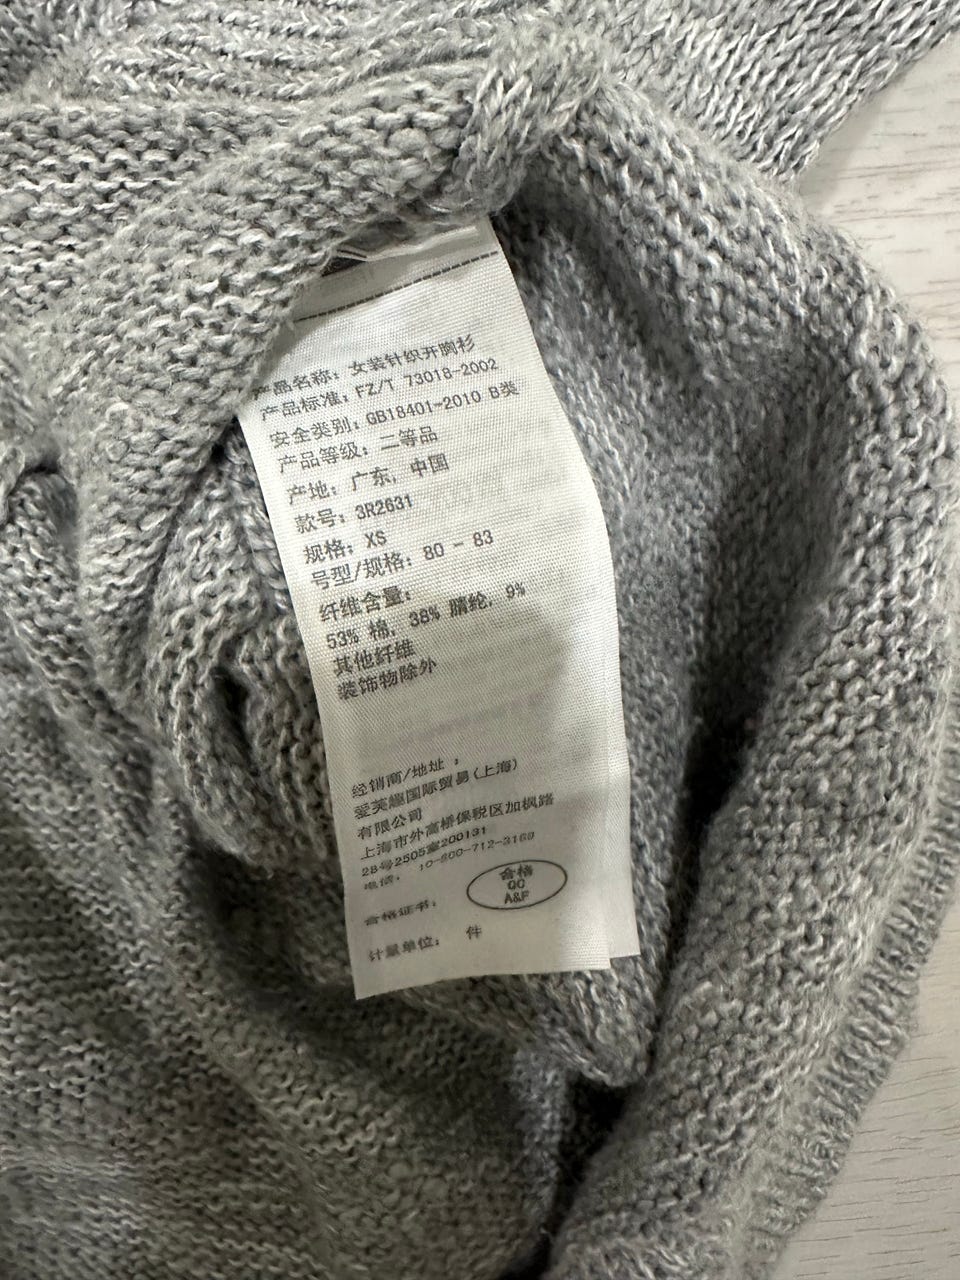 产品名称：女装针织开胸衫
产品标准：FZ/T 73018-2002
安全类别：GB18401-2010 B类
产品等级：二等品
产地：广东，中国
款号：3R2631
规格：XS
号型/规格：80 - 83
纤维含量：
53% 棉，38% 腈纶，9%
其他纤维
装饰物除外
经销商/地址：
爱芙趣国际贸易(上海)
有限公司
上海市外高桥保税区加枫路
28号2505室200131
电话： 10-800-712-3168
合格证书：
合格
QC
A&F
计量单位： 件